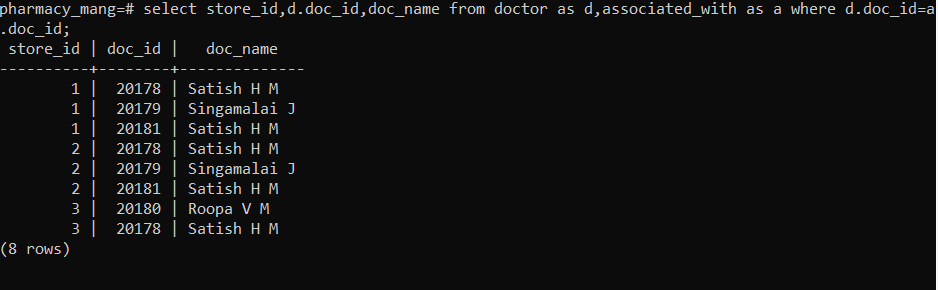 pharmacy_mang=# select store_id,d.doc_id,doc_name from doctor as d,associated_with as a where d.doc_id=a
.doc_id;
 store_id | doc_id |   doc_name
----------+--------+--------------
        1 |  20178 | Satish H M
        1 |  20179 | Singamalai J
        1 |  20181 | Satish H M
        2 |  20178 | Satish H M
        2 |  20179 | Singamalai J
        2 |  20181 | Satish H M
        3 |  20180 | Roopa V M
        3 |  20178 | Satish H M
(8 rows)